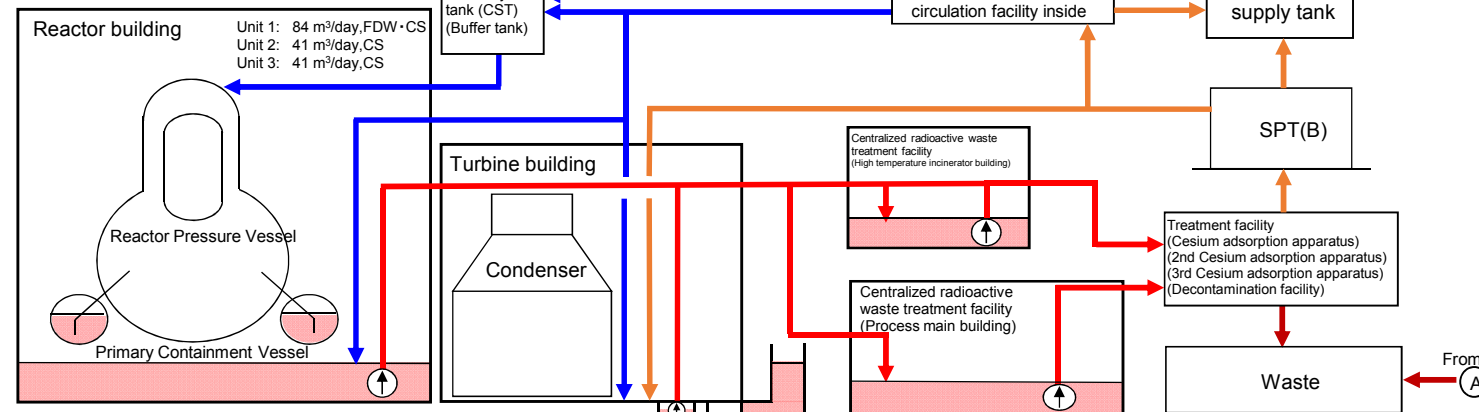 tank (CST)
(Buffer tank)
circulation facility inside
supply tank
Reactor building
Unit 1: 84 m³/day,FDW・CS
Unit 2: 41 m³/day,CS
Unit 3: 41 m³/day,CS
SPT(B)
Centralized radioactive waste
treatment facility
(High temperature incinerator building)
Turbine building
Reactor Pressure Vessel
Condenser
Treatment facility
(Cesium adsorption apparatus)
(2nd Cesium adsorption apparatus)
(3rd Cesium adsorption apparatus)
(Decontamination facility)
Centralized radioactive
waste treatment facility
(Process main building)
Primary Containment Vessel
Waste
From
A